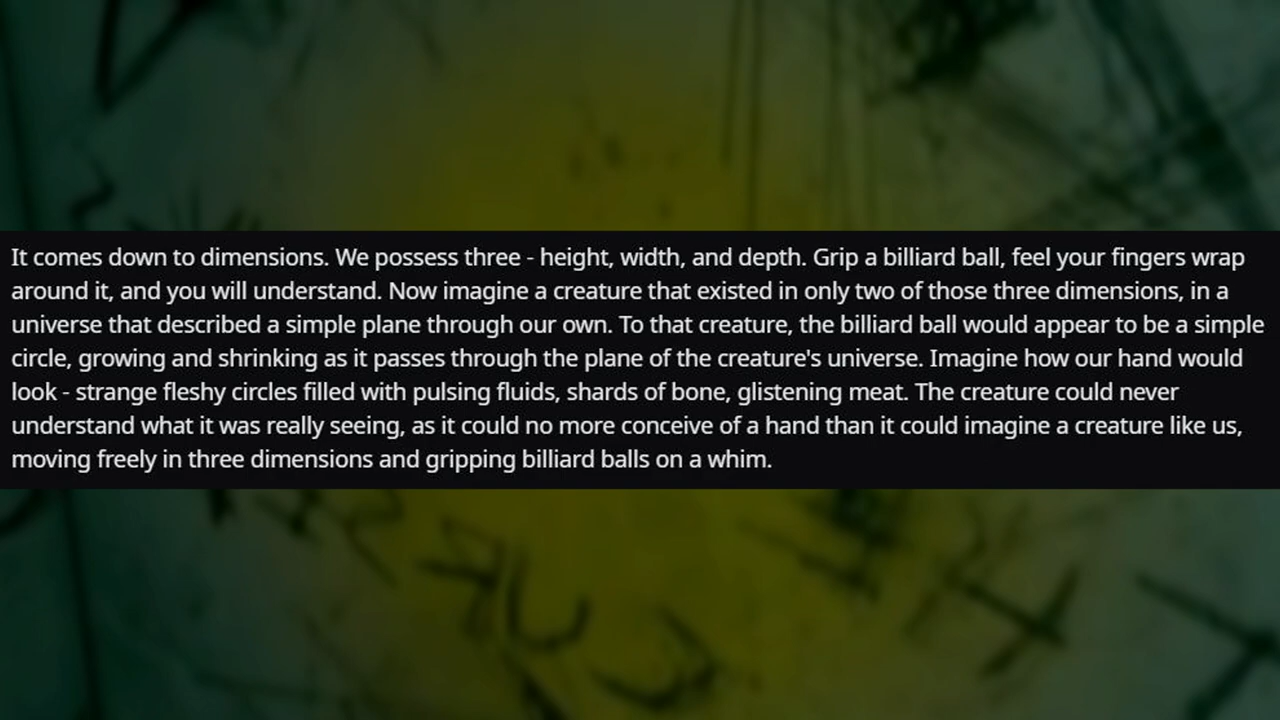 It comes down to dimensions. We possess three - height, width, and depth. Grip a billiard ball, feel your fingers wrap
around it, and you will understand. Now imagine a creature that existed in only two of those three dimensions, in a
universe that described a simple plane through our own. To that creature, the billiard ball would appear to be a simple
circle, growing and shrinking as it passes through the plane of the creature's universe. Imagine how our hand would
look - strange fleshy circles filled with pulsing fluids, shards of bone, glistening meat. The creature could never
understand what it was really seeing, as it could no more conceive of a hand than it could imagine a creature like us,
moving freely in three dimensions and gripping billiard balls on a whim.